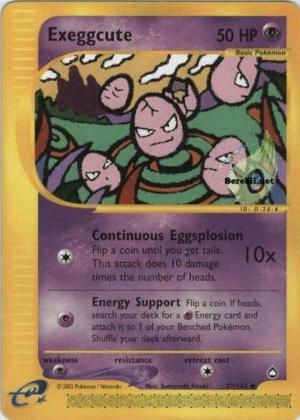 Exeggcute 50 HP
Basic Pokémon
Berehit.net
Continuous Eggsplosion
Flip a coin until you get tails.
This attack does 10 damage
times the number of heads.
10x
Energy Support Flip a coin. If heads,
search your deck for a Energy card and
attach it to 1 of your Benched Pokémon.
Shuffle your deck afterward.
weakness resistance retreat cost
©2002 Pokémon / Nintendo Illus. Sumiyoshi Kizuki
e